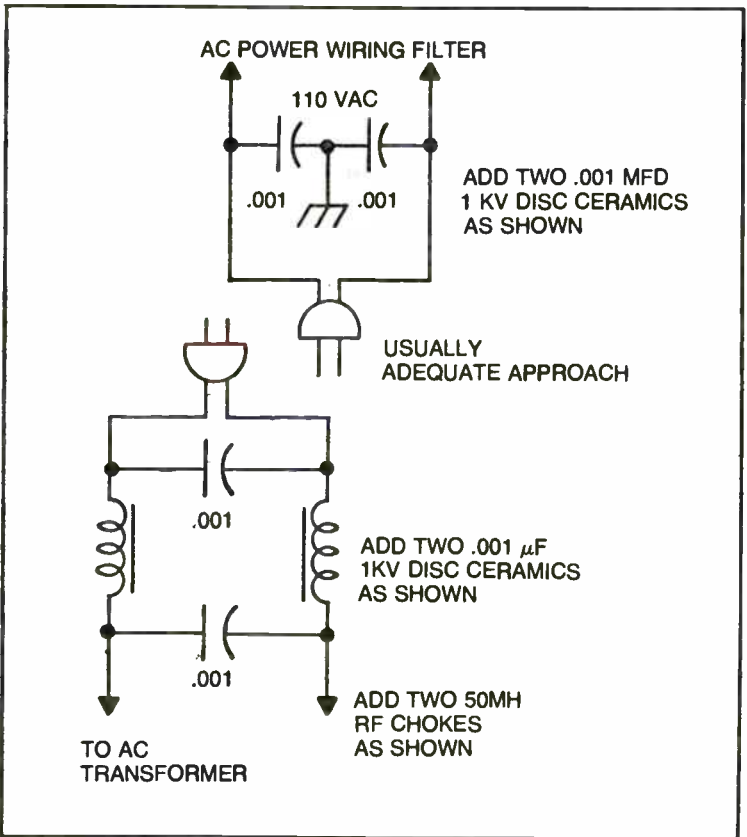 AC POWER WIRING FILTER
110 VAC
.001
.001
ADD TWO .001 MFD
1 KV DISC CERAMICS
AS SHOWN
USUALLY
ADEQUATE APPROACH
.001
ADD TWO .001 μF
1KV DISC CERAMICS
AS SHOWN
.001
ADD TWO 50MH
RF CHOKES
AS SHOWN
TO AC
TRANSFORMER